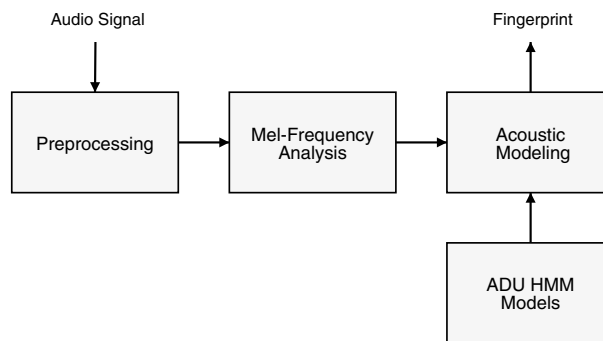 Audio Signal
Fingerprint
Preprocessing
Mel-Frequency
Analysis
Acoustic
Modeling
ADU HMM
Models